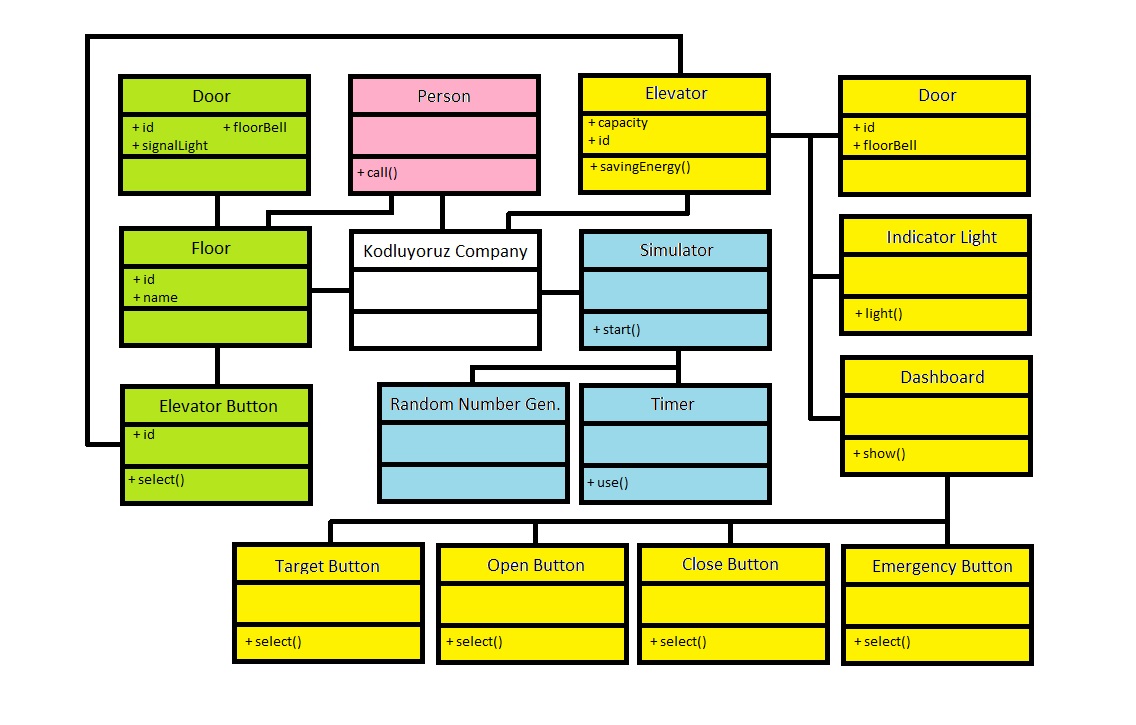 Door
+ id + floorBell
+ signalLight
Person
+ call()
Elevator
+ capacity
+ id
+ savingEnergy()
Door
+ id
+ floorBell
Floor
+ id
+ name
Kodluyoruz Company
Simulator
+ start()
Indicator Light
+ light()
Elevator Button
+ id
+ select()
Random Number Gen.
Timer
+ use()
Dashboard
+ show()
Target Button
+ select()
Open Button
+ select()
Close Button
+ select()
Emergency Button
+ select()